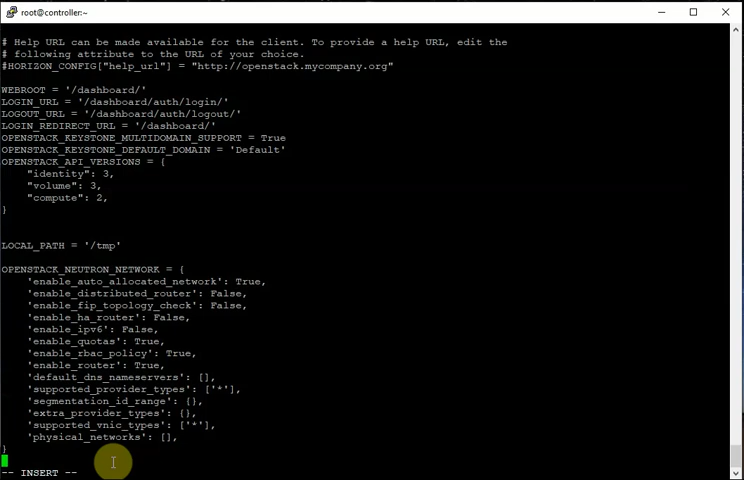 root@controller:~
# Help URL can be made available for the client. To provide a help URL, edit the
# following attribute to the URL of your choice.
#HORIZON_CONFIG["help_url"] = "http://openstack.mycompany.org"
WEBROOT = '/dashboard/'
LOGIN_URL = '/dashboard/auth/login/'
LOGOUT_URL = '/dashboard/auth/logout/'
LOGIN_REDIRECT_URL = '/dashboard/'
OPENSTACK_KEYSTONE_MULTIDOMAIN_SUPPORT = True
OPENSTACK_KEYSTONE_DEFAULT_DOMAIN = 'Default'
OPENSTACK_API_VERSIONS = {
    "identity": 3,
    "volume": 3,
    "compute": 2,
}
LOCAL_PATH = '/tmp'
OPENSTACK_NEUTRON_NETWORK = {
    'enable_auto_allocated_network': True,
    'enable_distributed_router': False,
    'enable_fip_topology_check': False,
    'enable_ha_router': False,
    'enable_ipv6': False,
    'enable_quotas': True,
    'enable_rbac_policy': True,
    'enable_router': True,
    'default_dns_nameservers': [],
    'supported_provider_types': ['*'],
    'segmentation_id_range': {},
    'extra_provider_types': {},
    'supported_vnic_types': ['*'],
    'physical_networks': [],
}
-- INSERT --